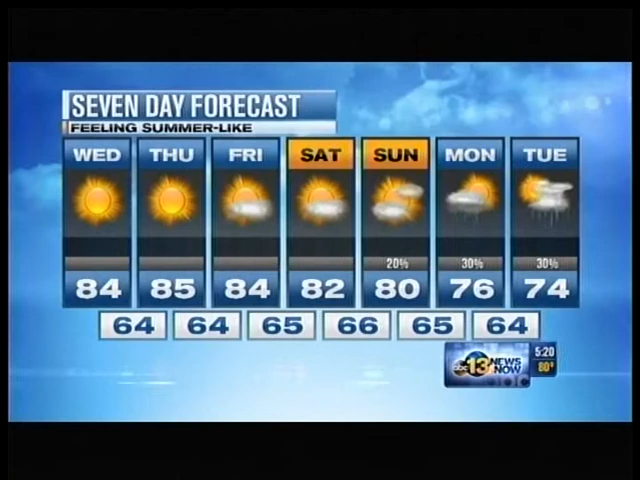 SEVEN DAY FORECAST
FEELING SUMMER-LIKE
WED THU FRI SAT SUN MON TUE
20% 30% 30%
84 85 84 82 80 76 74
64 64 65 66 65 64
abc 13 NEWS NOW 5:20 80°